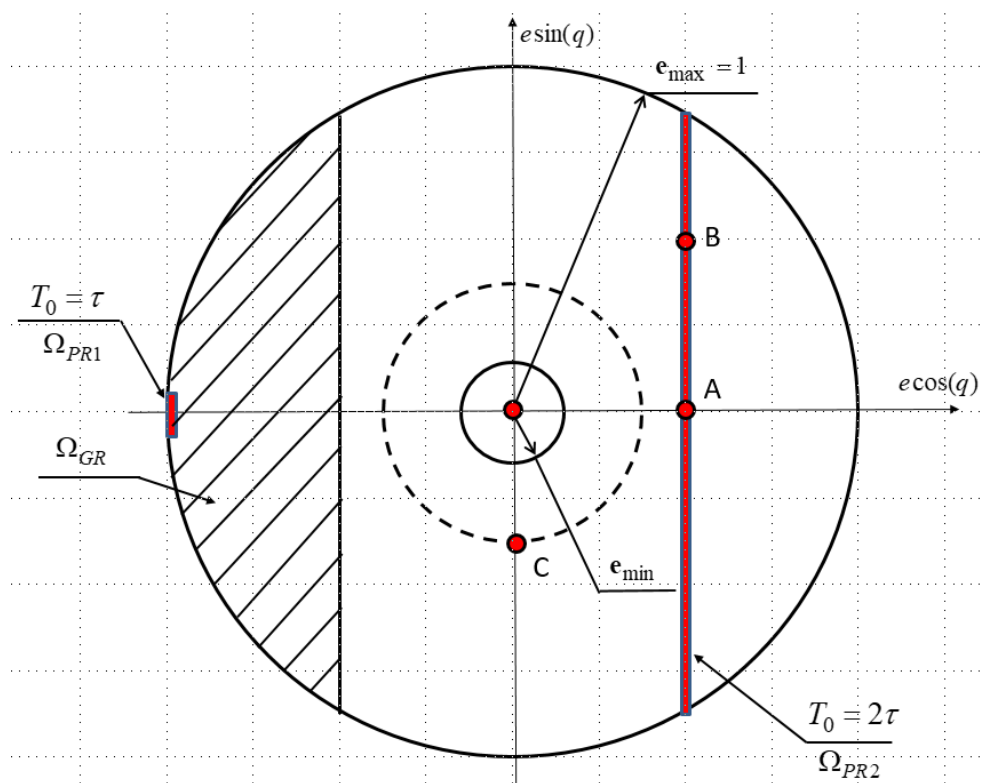 e sin(q)
e_max = 1
B
T_0 = τ
Ω_PR1
A
e cos(q)
Ω_GR
C
e_min
T_0 = 2τ
Ω_PR2